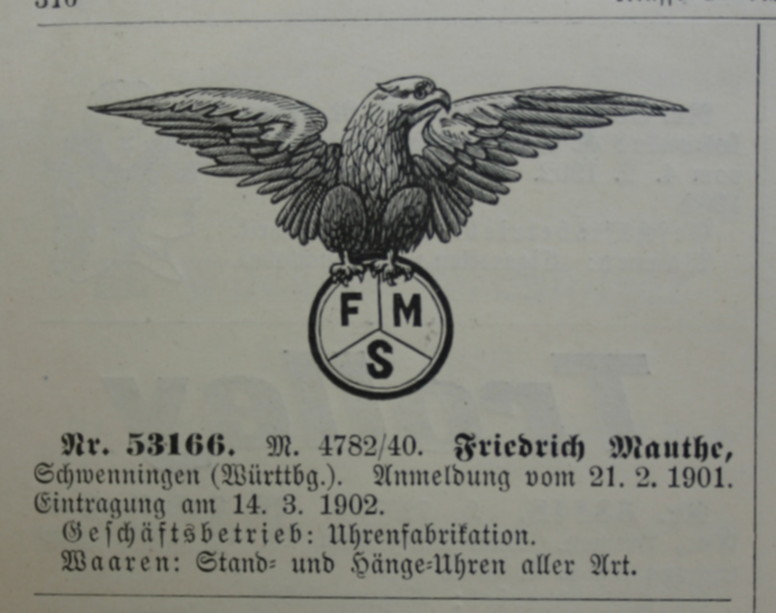 310
F M
S
Nr. 53166. M. 4782/40. Friedrich Mauthe,
Schwenningen (Württbg.). Anmeldung vom 21. 2. 1901.
Eintragung am 14. 3. 1902.
Geschäftsbetrieb: Uhrenfabrikation.
Waaren: Stand- und Hänge-Uhren aller Art.